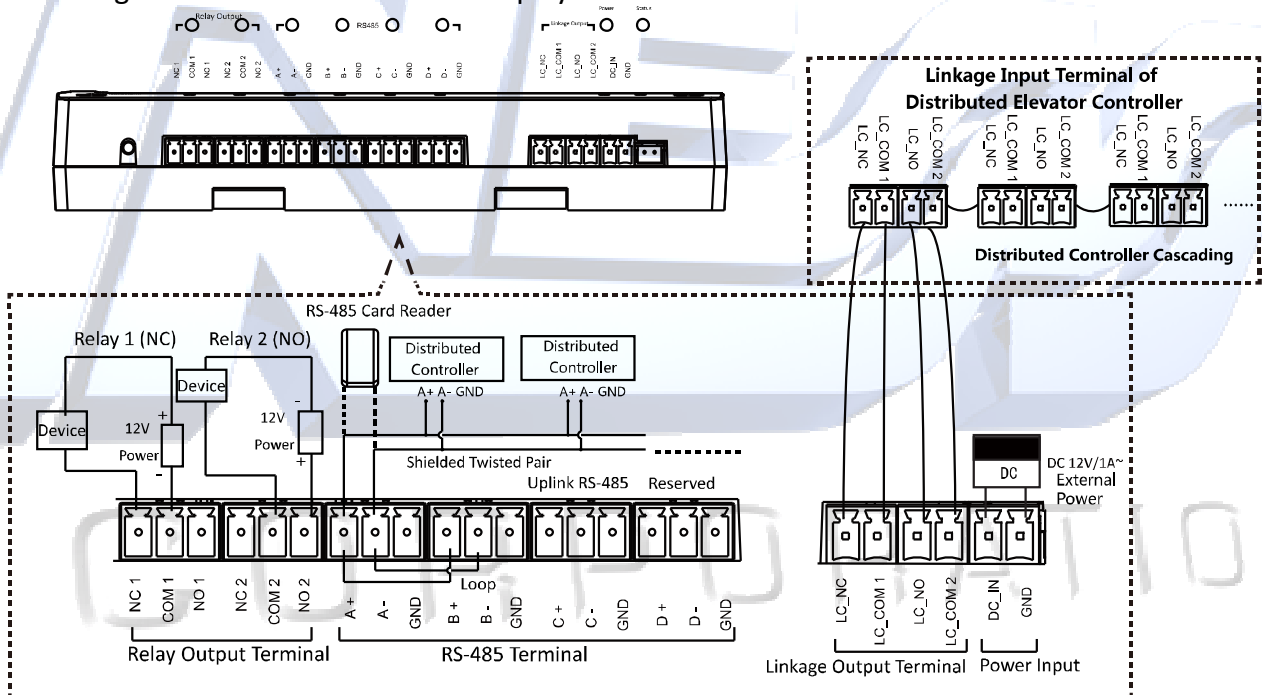 Relay Output
RS485
Linkage Output
Power
Status
NC 1
COM 1
NC 1
NC 2
COM 2
NC 2
A +
A -
GND
B +
B -
GND
C +
C -
GND
D +
D -
GND
LC_NC
LC_COM 1
LC_NO
LC_COM 2
DC_IN
GND
Linkage Input Terminal of
Distributed Elevator Controller
LC_NC
LC_COM 1
LC_NO
LC_COM 2
LC_NC
LC_COM 1
LC_NO
LC_COM 2
LC_NC
LC_COM 1
LC_NO
LC_COM 2
......
Distributed Controller Cascading
RS-485 Card Reader
Relay 1 (NC)
Relay 2 (NO)
Distributed
Controller
Distributed
Controller
A+ A- GND
A+ A- GND
Device
Device
+
12V
Power
-
-
12V
Power
+
Shielded Twisted Pair
Uplink RS-485
Reserved
DC
DC 12V/1A~
External
Power
Loop
NC 1
COM 1
NO 1
NC 2
COM 2
NO 2
A +
A -
GND
B +
B -
GND
C +
C -
GND
D +
D -
GND
LC_NC
LC_COM 1
LC_NO
LC_COM 2
DC_IN
GND
Relay Output Terminal
RS-485 Terminal
Linkage Output Terminal
Power Input